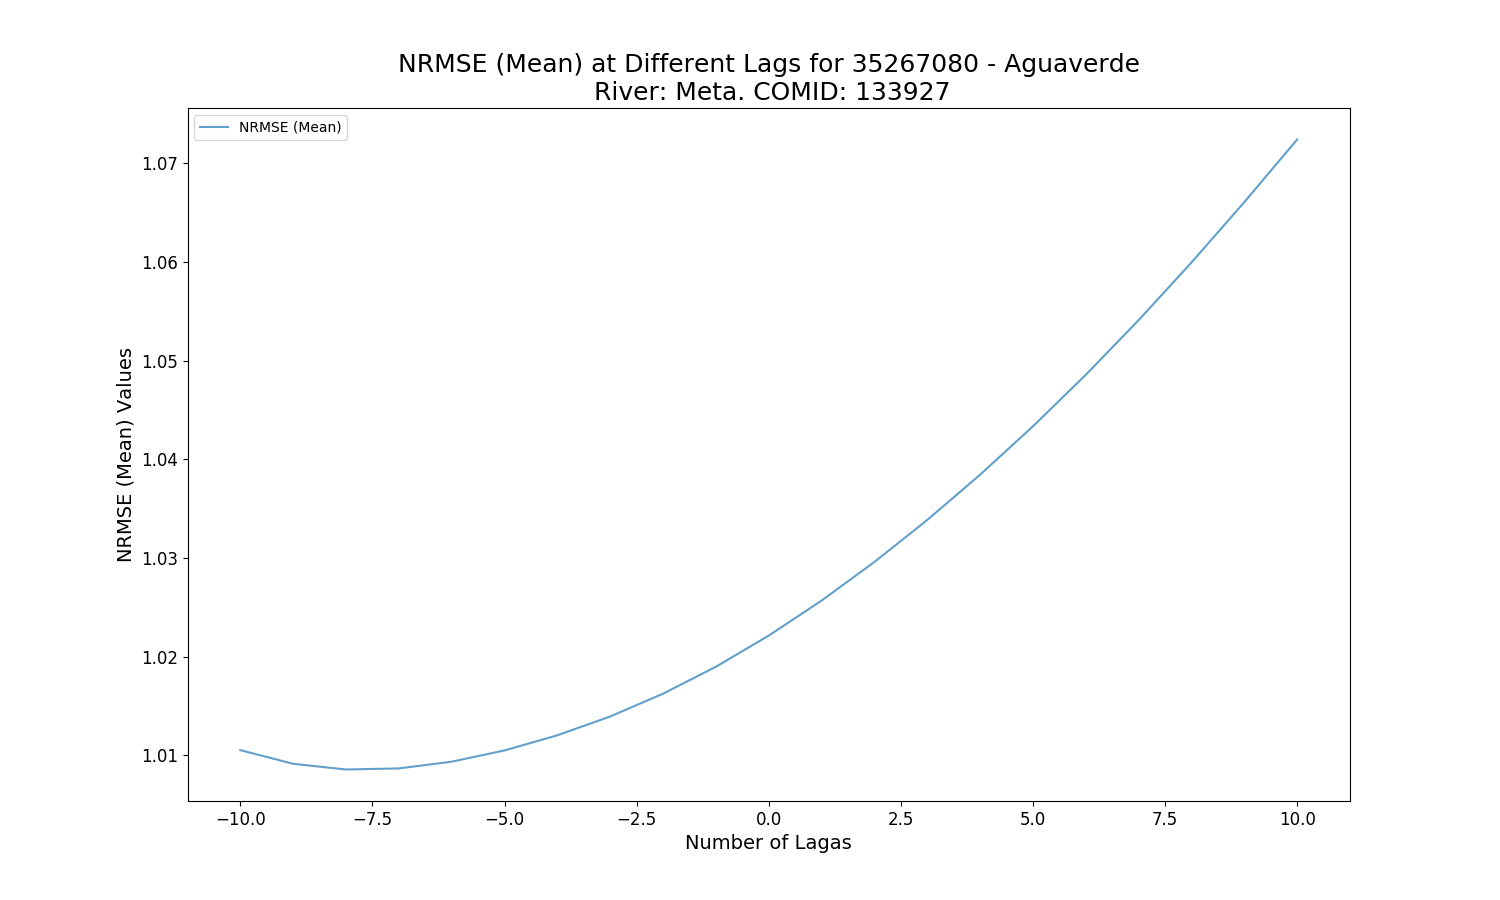 NRMSE (Mean) at Different Lags for 35267080 - Aguaverde
River: Meta. COMID: 133927
NRMSE (Mean)
1.07
1.06
1.05
1.04
1.03
1.02
1.01
NRMSE (Mean) Values
−10.0 −7.5 −5.0 −2.5 0.0 2.5 5.0 7.5 10.0
Number of Lagas